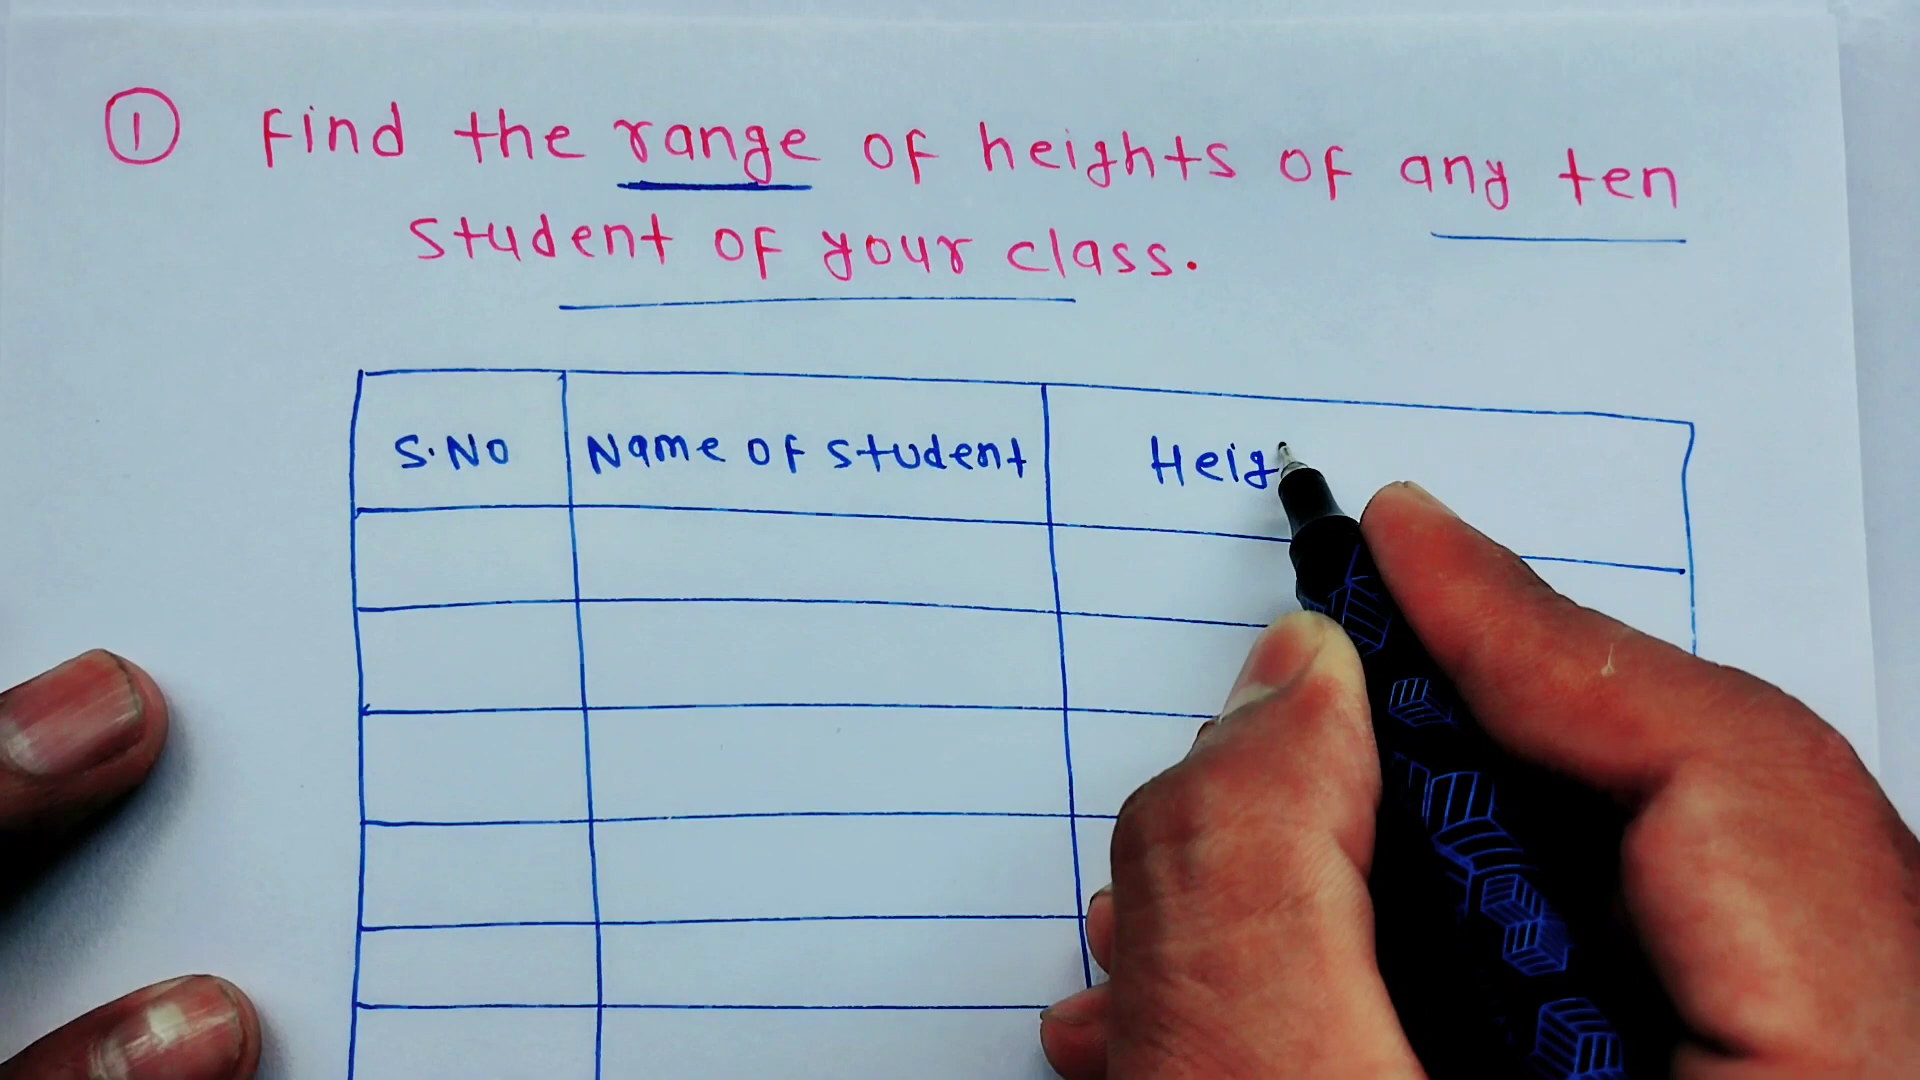 ① Find the range of heights of any ten
student of your class.
S.No Name of student Heig